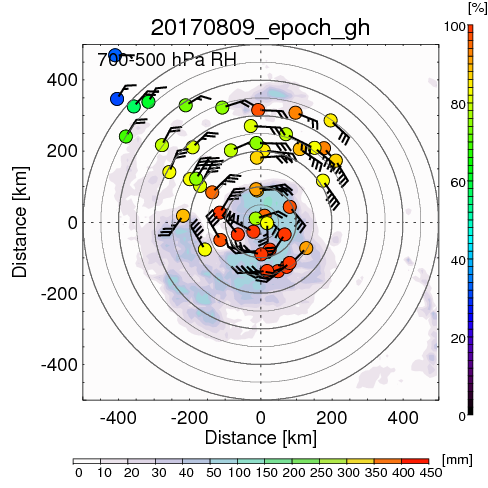 [%]
20170809_epoch_gh
700-500 hPa RH
100
80
60
40
20
0
400
200
0
-200
-400
Distance [km]
-400 -200 0 200 400
Distance [km]
[mm]
0 10 20 30 40 50 100 150 200 250 300 350 400 450